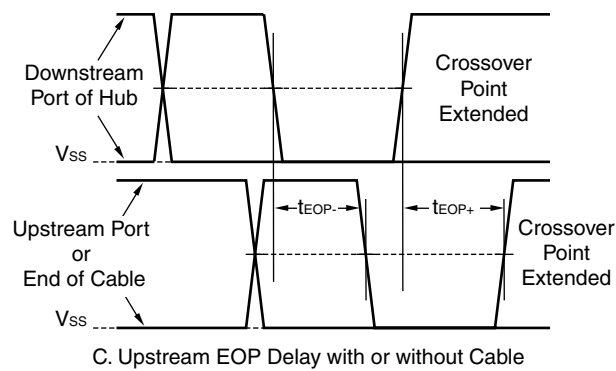 Downstream
Port of Hub
Crossover
Point
Extended
VSS
tEOP-
tEOP+
Upstream Port
or
End of Cable
Crossover
Point
Extended
VSS
C. Upstream EOP Delay with or without Cable